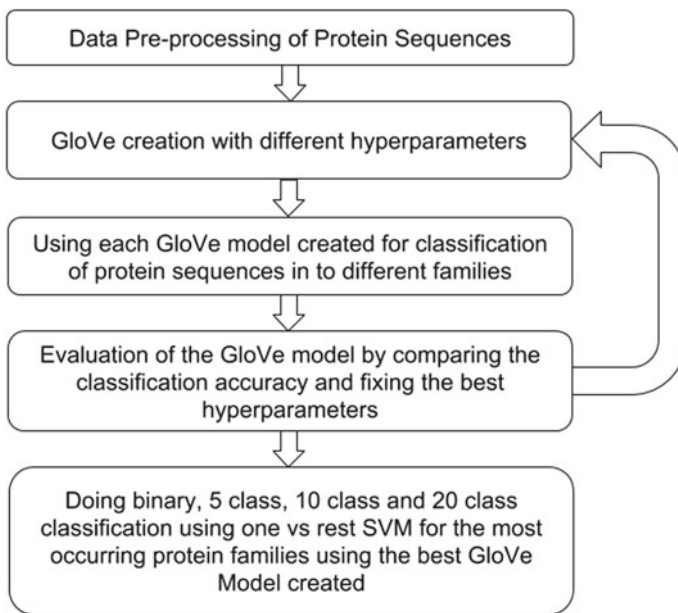 Data Pre-processing of Protein Sequences
GloVe creation with different hyperparameters
Using each GloVe model created for classification
of protein sequences in to different families
Evaluation of the GloVe model by comparing the
classification accuracy and fixing the best
hyperparameters
Doing binary, 5 class, 10 class and 20 class
classification using one vs rest SVM for the most
occurring protein families using the best GloVe
Model created